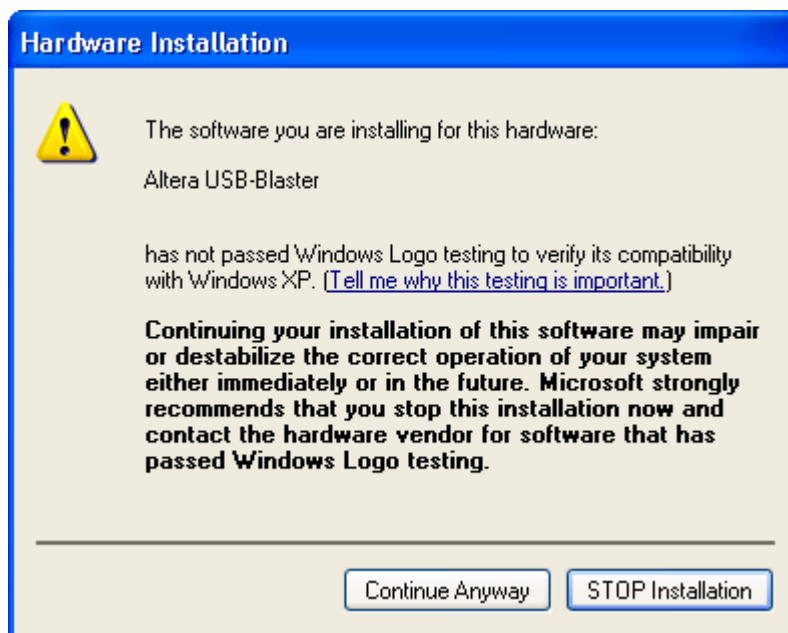 Hardware Installation
The software you are installing for this hardware:
Altera USB-Blaster
has not passed Windows Logo testing to verify its compatibility
with Windows XP. (Tell me why this testing is important.)
Continuing your installation of this software may impair
or destabilize the correct operation of your system
either immediately or in the future. Microsoft strongly
recommends that you stop this installation now and
contact the hardware vendor for software that has
passed Windows Logo testing.
Continue Anyway
STOP Installation